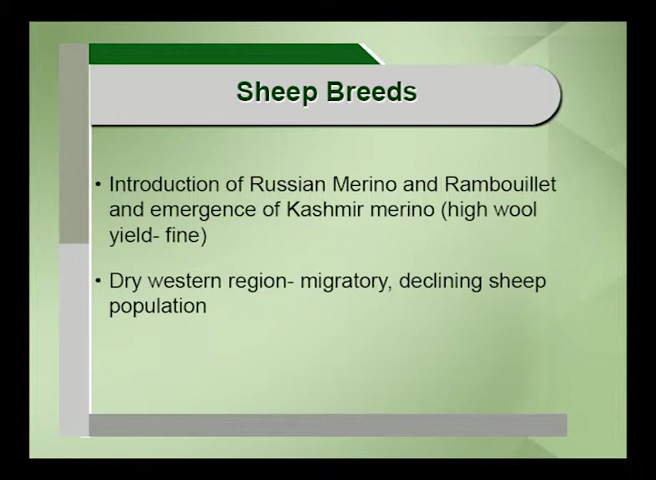 Sheep Breeds
• Introduction of Russian Merino and Rambouillet
and emergence of Kashmir merino (high wool
yield- fine)
• Dry western region- migratory, declining sheep
population